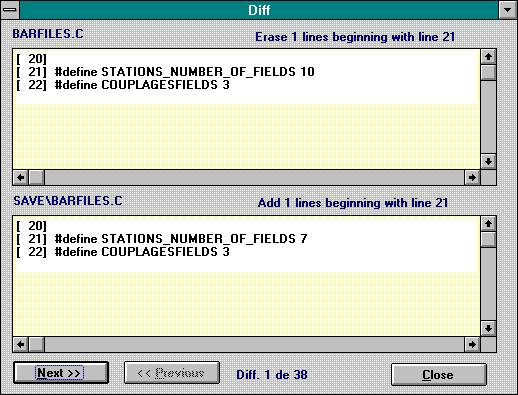 Diff
BARFILES.C Erase 1 lines beginning with line 21
[ 20]
[ 21] #define STATIONS_NUMBER_OF_FIELDS 10
[ 22] #define COUPLAGESFIELDS 3
SAVE\BARFILES.C Add 1 lines beginning with line 21
[ 20]
[ 21] #define STATIONS_NUMBER_OF_FIELDS 7
[ 22] #define COUPLAGESFIELDS 3
Next >> << Previous Diff. 1 de 38 Close